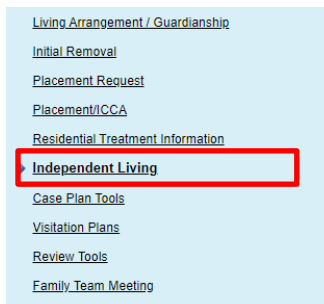 Living Arrangement / Guardianship
Initial Removal
Placement Request
Placement/ICCA
Residential Treatment Information
Independent Living
Case Plan Tools
Visitation Plans
Review Tools
Family Team Meeting